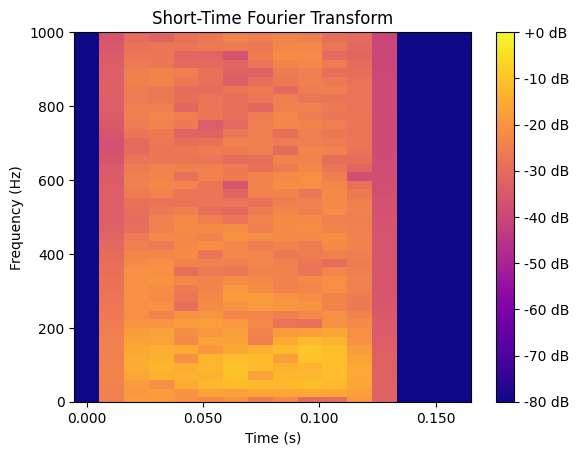 Short-Time Fourier Transform
1000
800
600
400
200
0
Frequency (Hz)
0.000
0.050
0.100
0.150
Time (s)
+0 dB
-10 dB
-20 dB
-30 dB
-40 dB
-50 dB
-60 dB
-70 dB
-80 dB